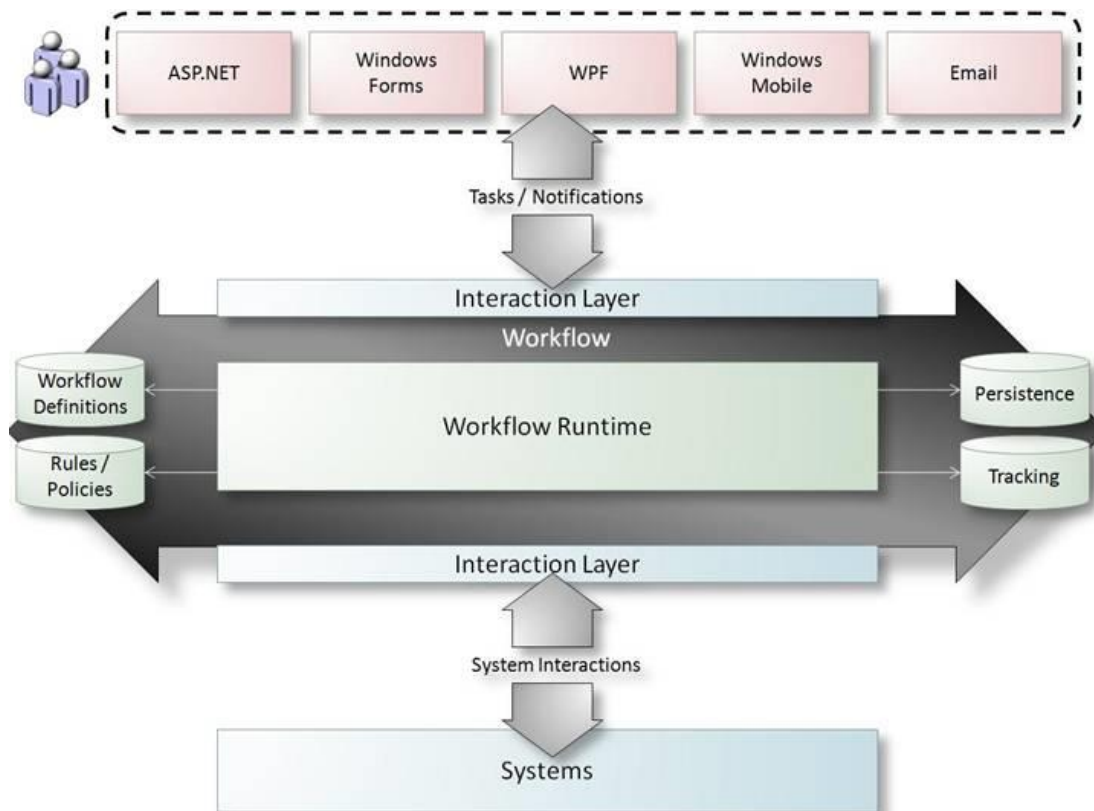 ASP.NET
Windows
Forms
WPF
Windows
Mobile
Email
Tasks / Notifications
Interaction Layer
Workflow
Workflow
Definitions
Rules /
Policies
Workflow Runtime
Persistence
Tracking
Interaction Layer
System Interactions
Systems